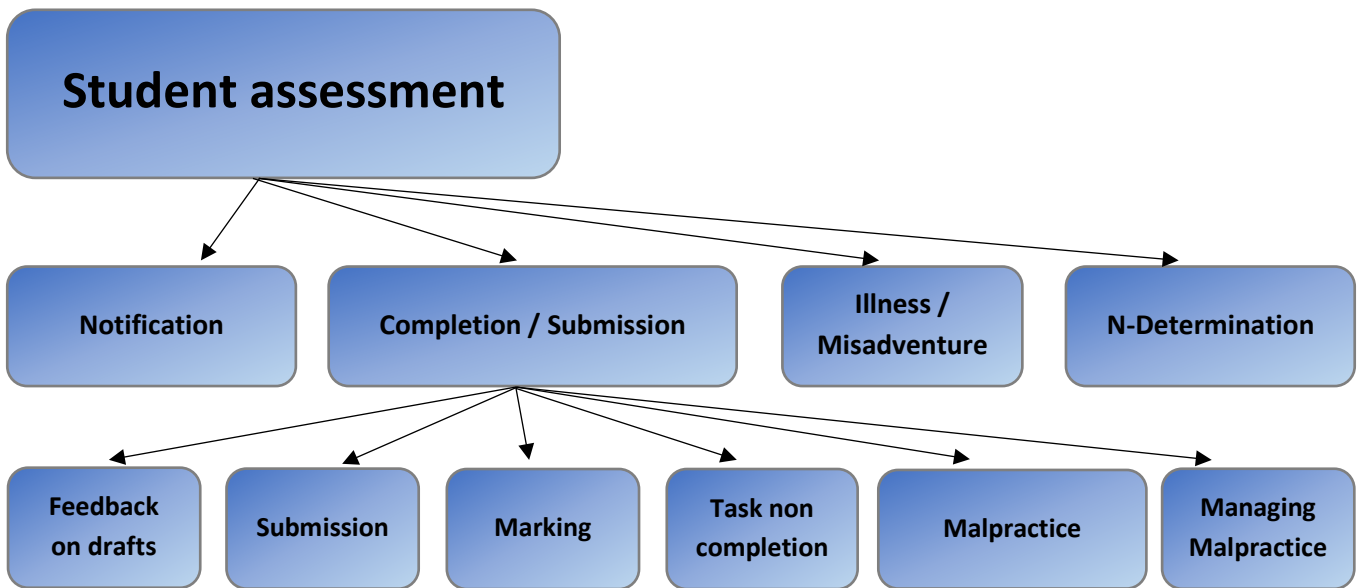 Student assessment
Notification
Completion / Submission
Illness /
Misadventure
N-Determination
Feedback
on drafts
Submission
Marking
Task non
completion
Malpractice
Managing
Malpractice